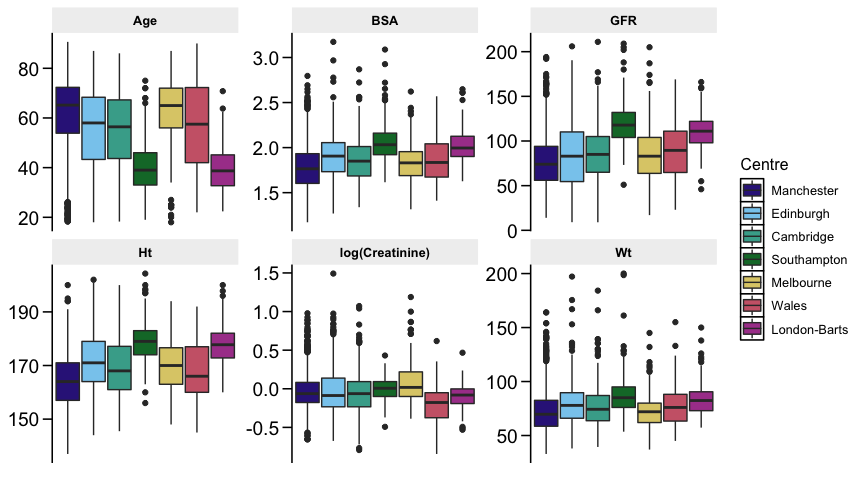 Age BSA GFR
80
60
40
20
3.0
2.5
2.0
1.5
200
150
100
50
0
Ht log(Creatinine) Wt
190
170
150
1.5
1.0
0.5
0.0
-0.5
200
150
100
50
Centre
Manchester
Edinburgh
Cambridge
Southampton
Melbourne
Wales
London-Barts